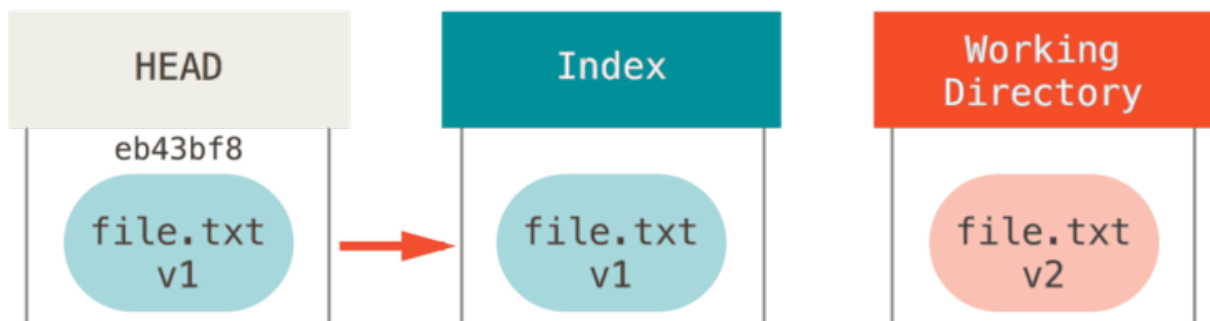 HEAD
Index
Working
Directory
eb43bf8
file.txt
v1
file.txt
v1
file.txt
v2